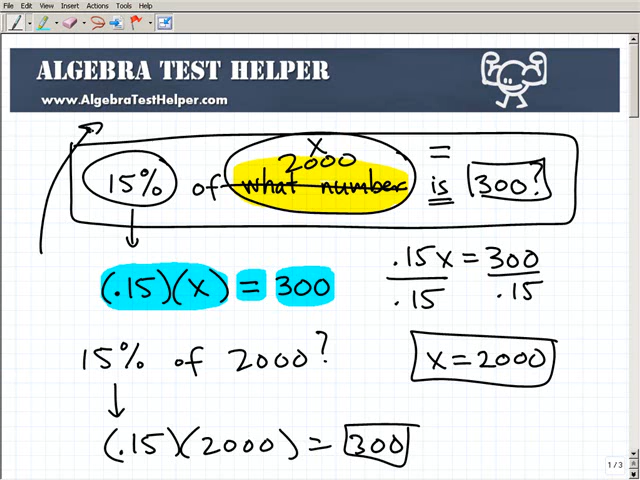 File Edit View Insert Actions Tools Help
ALGEBRA TEST HELPER
www.AlgebraTestHelper.com
x
2000 =
15% of what number is 300?
(.15)(x) = 300
.15x = 300
.15 .15
15% of 2000?
x = 2000
(.15)(2000) = 300
1 / 3